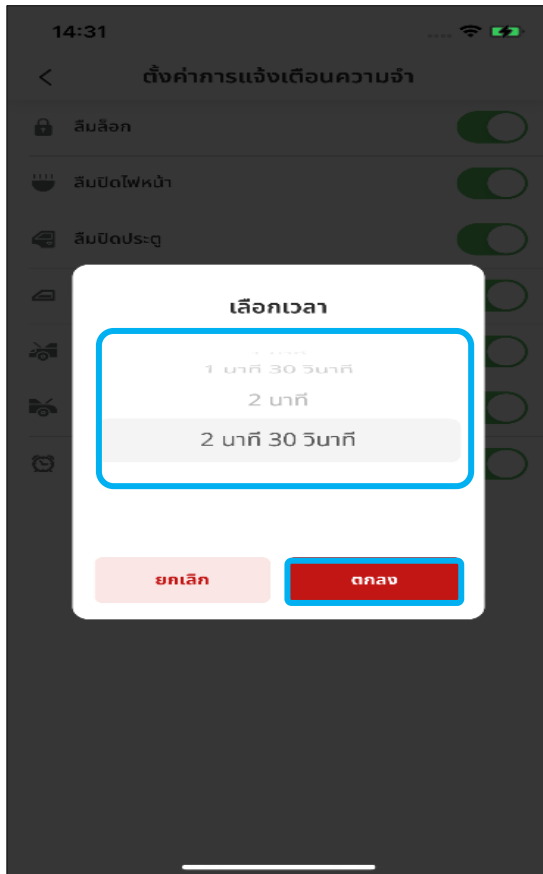 14:31
ตั้งค่าการแจ้งเตือนความจำ
ลืมล็อก
ลืมปิดไฟหน้า
ลืมปิดประตู
เลือกเวลา
1 นาที 30 วินาที
2 นาที
2 นาที 30 วินาที
ยกเลิก
ตกลง